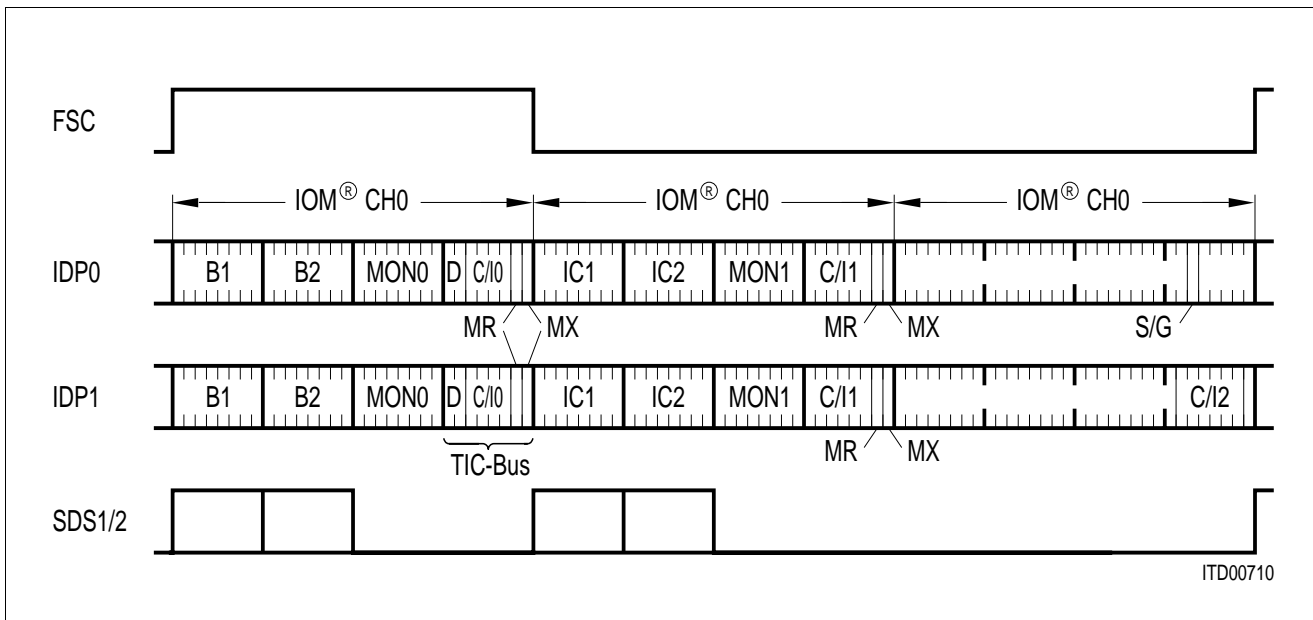 FSC
IOM® CH0 IOM® CH0 IOM® CH0
IDP0 B1 B2 MON0 D C/I0 IC1 IC2 MON1 C/I1
MR MX MR MX S/G
IDP1 B1 B2 MON0 D C/I0 IC1 IC2 MON1 C/I1 C/I2
MR MX
TIC-Bus
SDS1/2
ITD00710